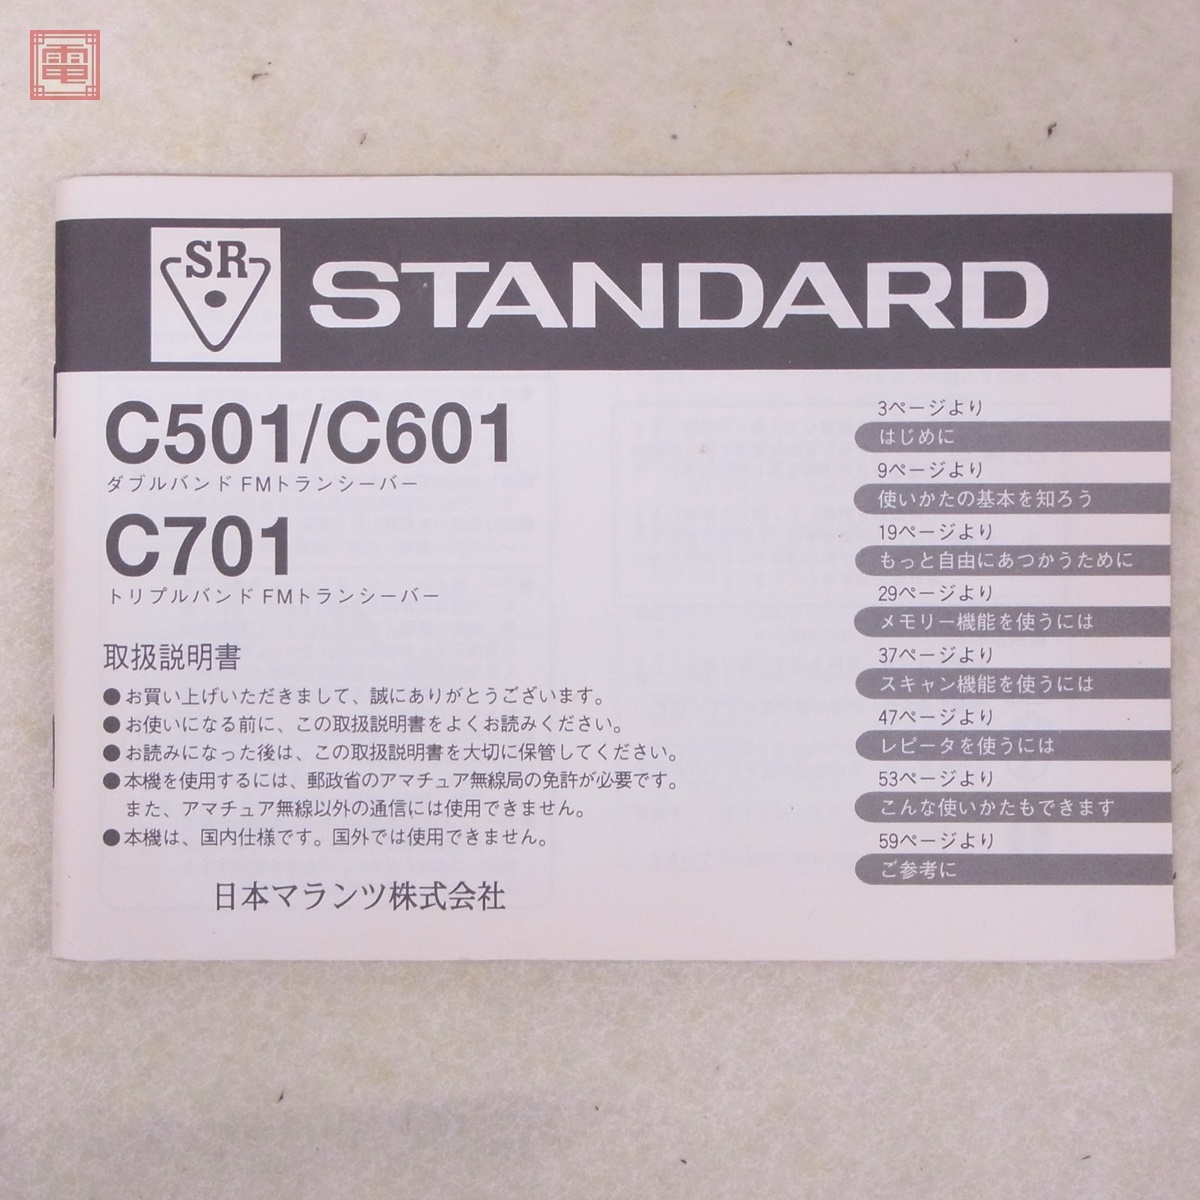 電
SR
STANDARD
C501/C601
ダブルバンド FMトランシーバー
C701
トリプルバンド FMトランシーバー
取扱説明書
●お買い上げいただきまして、誠にありがとうございます。
●お使いになる前に、この取扱説明書をよくお読みください。
●お読みになった後は、この取扱説明書を大切に保管してください。
●本機を使用するには、郵政省のアマチュア無線局の免許が必要です。
また、アマチュア無線以外の通信には使用できません。
●本機は、国内仕様です。国外では使用できません。
日本マランツ株式会社
3ページより
はじめに
9ページより
使いかたの基本を知ろう
19ページより
もっと自由にあつかうために
29ページより
メモリー機能を使うには
37ページより
スキャン機能を使うには
47ページより
レピータを使うには
53ページより
こんな使いかたもできます
59ページより
ご参考に